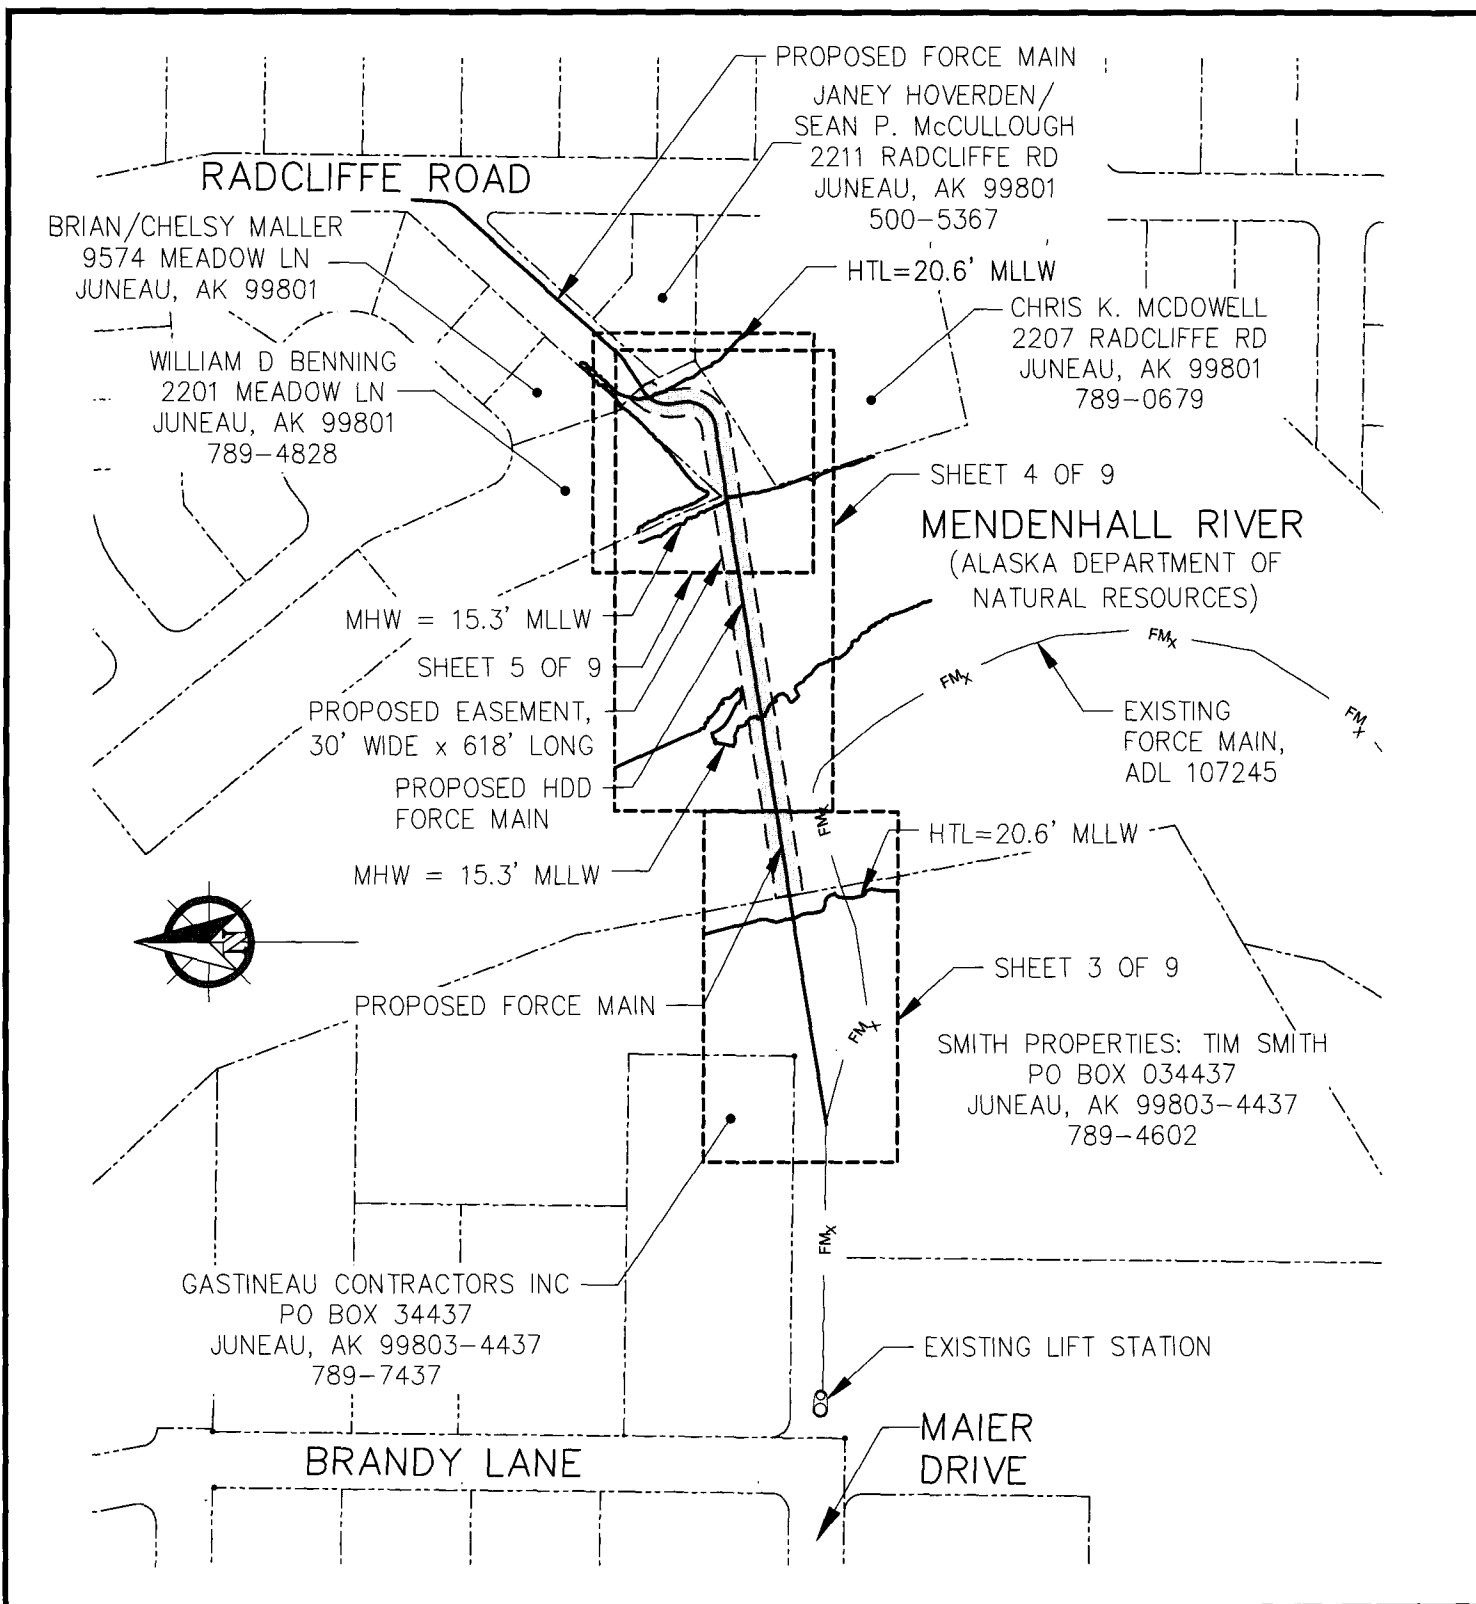 PROPOSED FORCE MAIN
JANEY HOVERDEN/
SEAN P. McCULLOUGH
2211 RADCLIFFE RD
JUNEAU, AK 99801
500-5367
RADCLIFFE ROAD
BRIAN/CHELSY MALLER
9574 MEADOW LN
JUNEAU, AK 99801
HTL=20.6' MLLW
CHRIS K. MCDOWELL
2207 RADCLIFFE RD
JUNEAU, AK 99801
789-0679
WILLIAM D BENNING
2201 MEADOW LN
JUNEAU, AK 99801
789-4828
SHEET 4 OF 9
MENDENHALL RIVER
(ALASKA DEPARTMENT OF
NATURAL RESOURCES)
MHW = 15.3' MLLW
SHEET 5 OF 9
PROPOSED EASEMENT,
30' WIDE x 618' LONG
PROPOSED HDD
FORCE MAIN
MHW = 15.3' MLLW
FMX
FMX
FMX
EXISTING
FORCE MAIN,
ADL 107245
FMX
HTL=20.6' MLLW
N
SHEET 3 OF 9
PROPOSED FORCE MAIN
FMX
SMITH PROPERTIES: TIM SMITH
PO BOX 034437
JUNEAU, AK 99803-4437
789-4602
FMX
GASTINEAU CONTRACTORS INC
PO BOX 34437
JUNEAU, AK 99803-4437
789-7437
EXISTING LIFT STATION
MAIER
DRIVE
BRANDY LANE